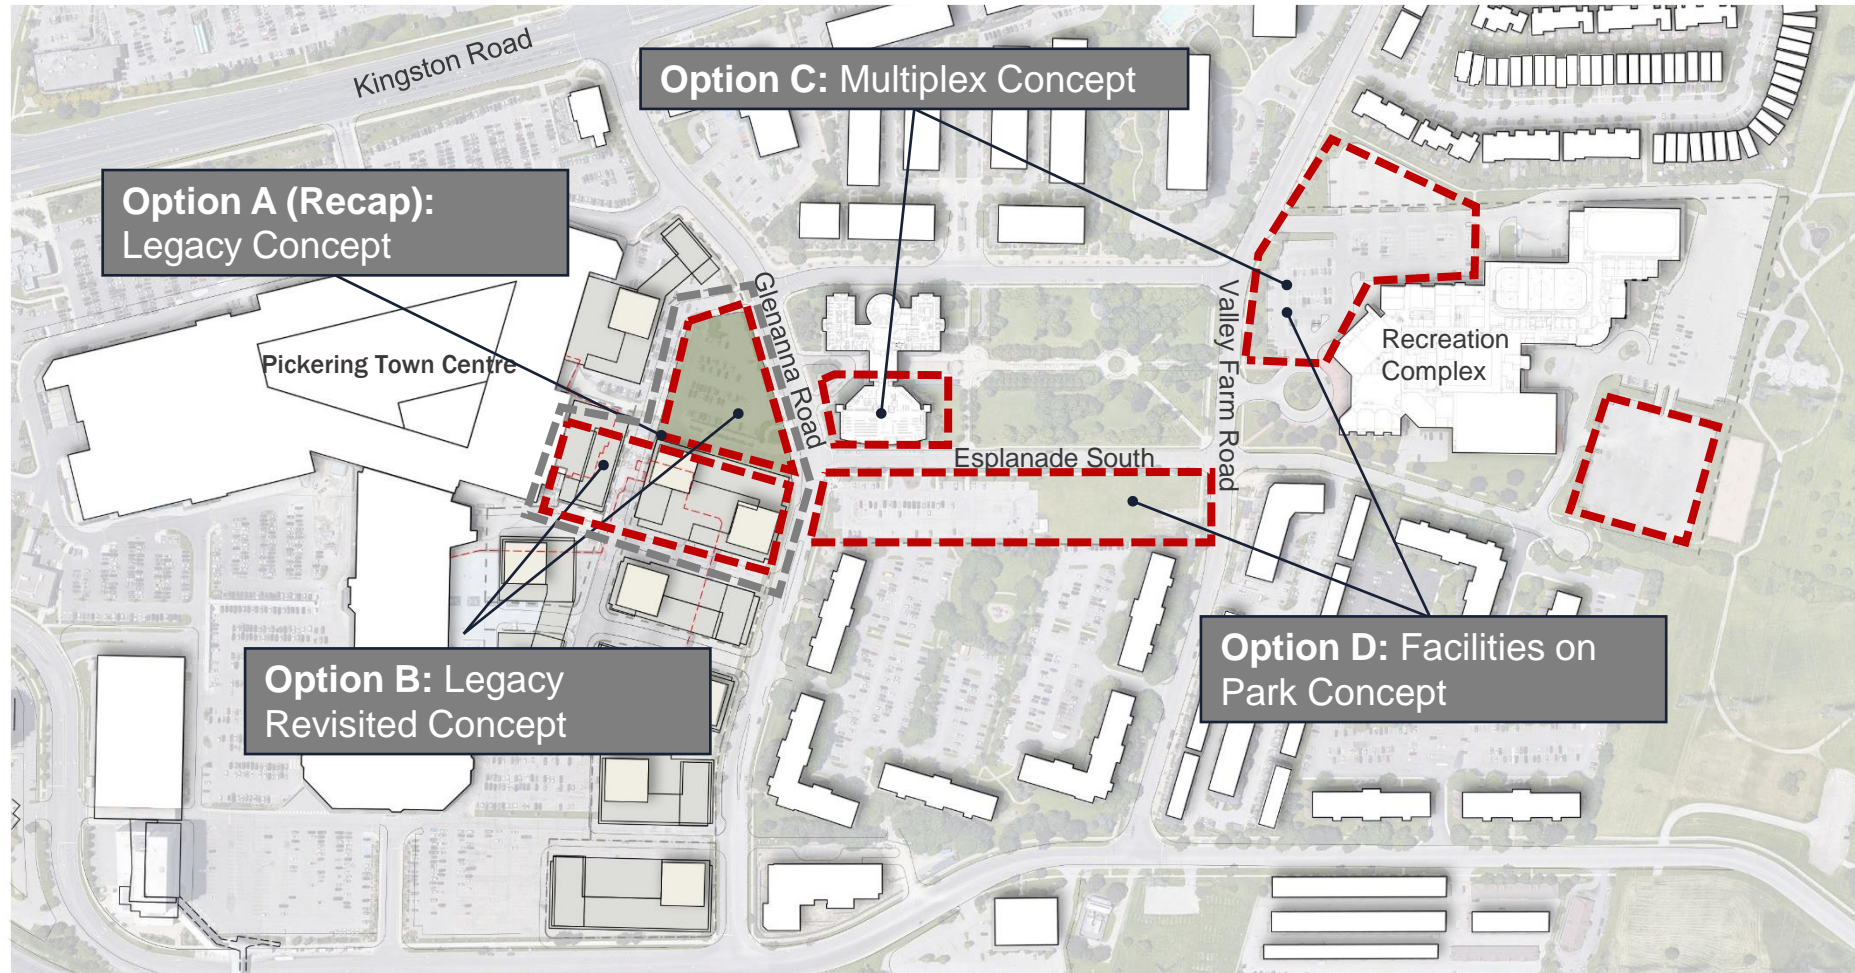 Kingston Road
Option C: Multiplex Concept
Option A (Recap):
Legacy Concept
Glenanna Road
Valley Farm Road
Pickering Town Centre
Recreation
Complex
Esplanade South
Option B: Legacy
Revisited Concept
Option D: Facilities on
Park Concept